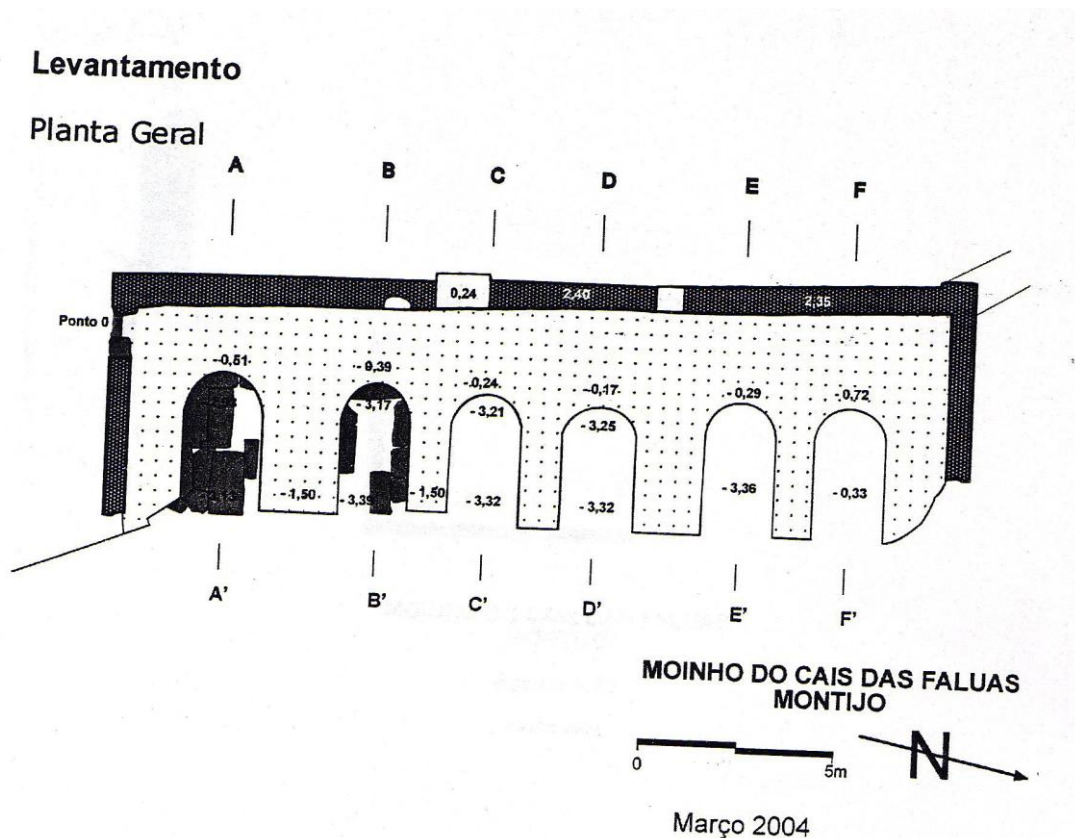 Levantamento
Planta Geral
A B C D E F
0,24 2,40 2,35
Ponto 0
-0,51 -0,39 -0,24 -0,17 -0,29 -0,72
-3,17 -3,21 -3,25
-1,50 -3,39 -1,50 -3,32 -3,32 -3,36 -0,33
A' B' C' D' E' F'
MOINHO DO CAIS DAS FALUAS
MONTIJO
0 5m N
Março 2004